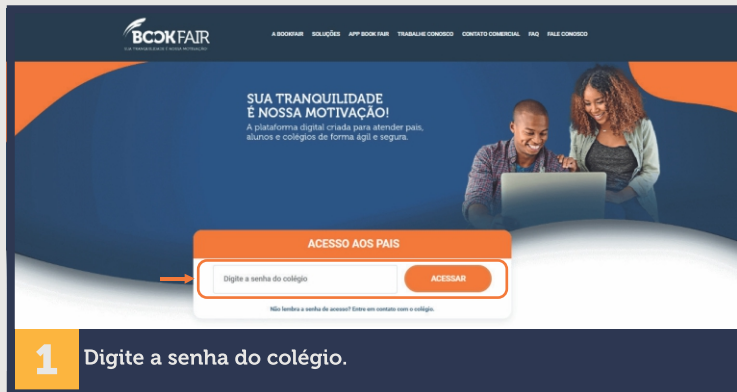 BOOKFAIR
SUA TRANQUILIDADE É NOSSA MOTIVAÇÃO
A BOOKFAIR SOLUÇÕES APP BOOK FAIR TRABALHE CONOSCO CONTATO COMERCIAL FAQ FALE CONOSCO
SUA TRANQUILIDADE
É NOSSA MOTIVAÇÃO!
A plataforma digital criada para atender pais,
alunos e colégios de forma ágil e segura.
ACESSO AOS PAIS
Digite a senha do colégio
ACESSAR
Não lembra a senha de acesso? Entre em contato com o colégio.
1 Digite a senha do colégio.